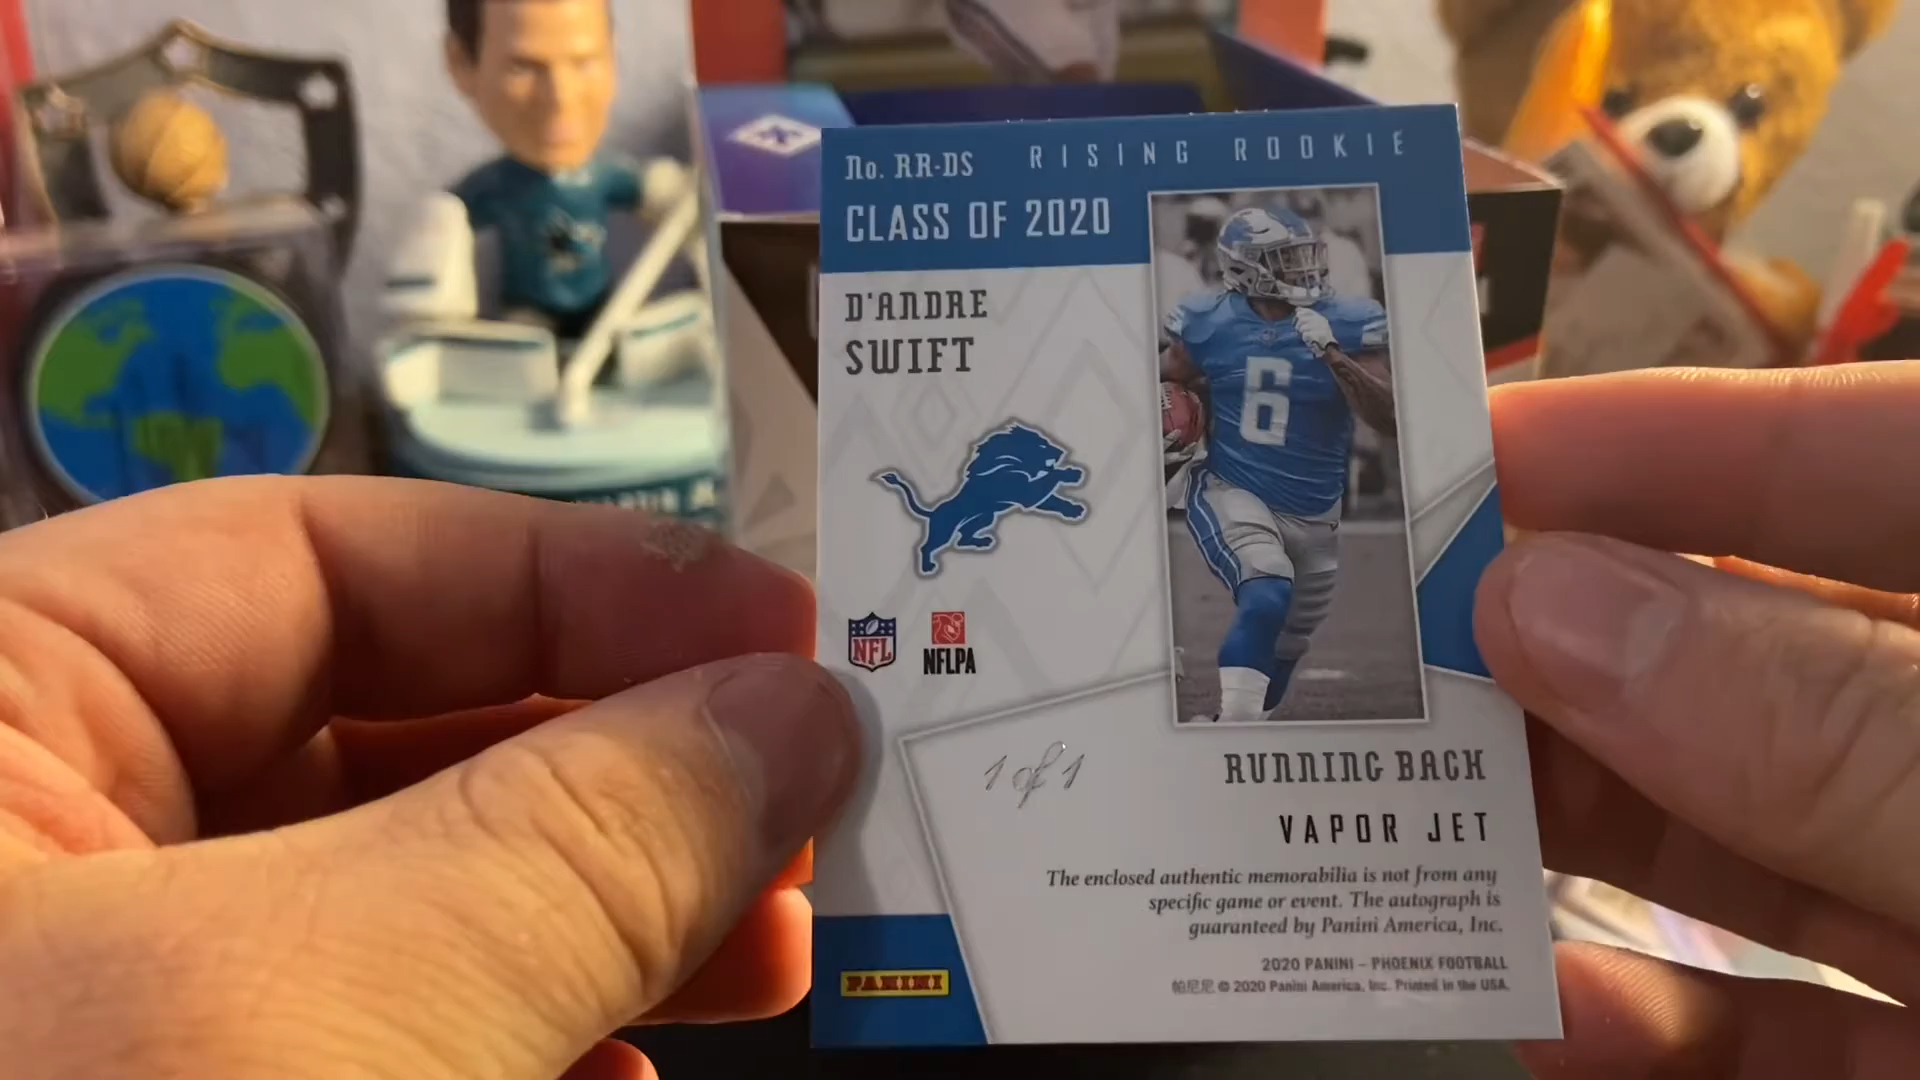 No. RR-DS RISING ROOKIE
CLASS OF 2020
D'ANDRE
SWIFT
6
NFL
NFLPA
1 of 1
RUNNING BACK
VAPOR JET
The enclosed authentic memorabilia is not from any
specific game or event. The autograph is
guaranteed by Panini America, Inc.
PANINI
2020 PANINI – PHOENIX FOOTBALL
帕尼尼 © 2020 Panini America, Inc. Printed in the USA.